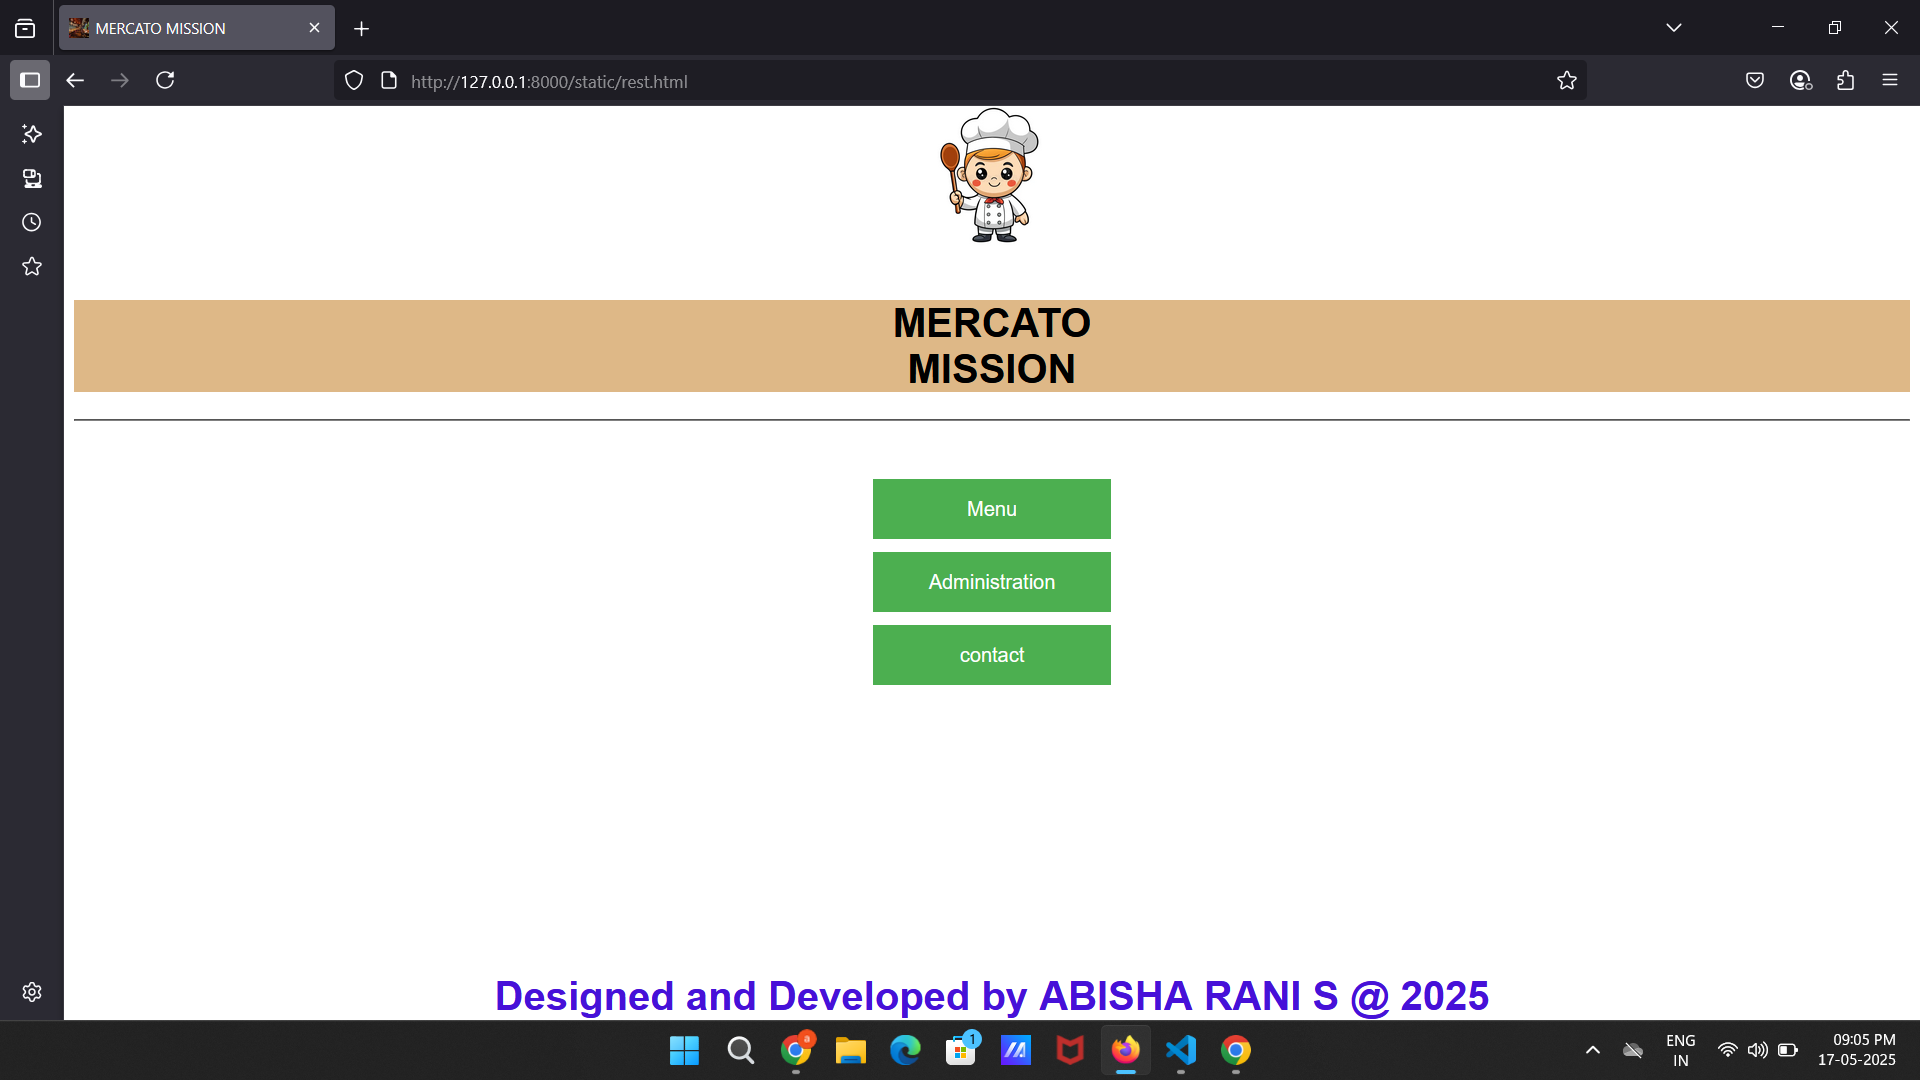 MERCATO MISSION
http://127.0.0.1:8000/static/rest.html
MERCATO
MISSION
Menu
Administration
contact
Designed and Developed by ABISHA RANI S @ 2025
a
1
ENG
IN
09:05 PM
17-05-2025